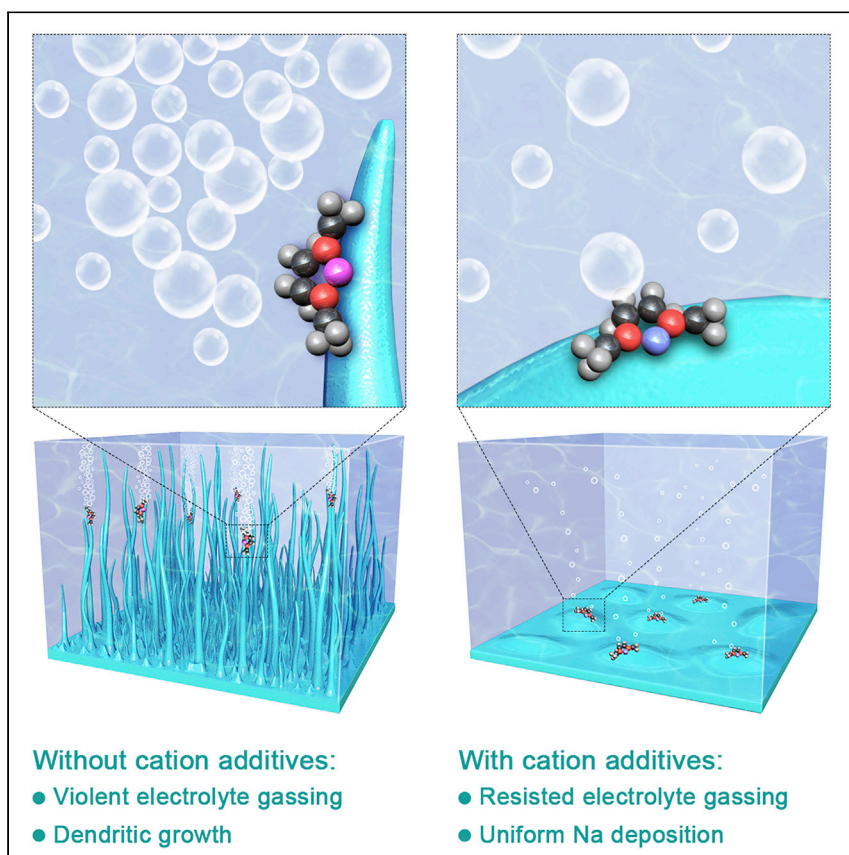 Without cation additives:
● Violent electrolyte gassing
● Dendritic growth
With cation additives:
● Resisted electrolyte gassing
● Uniform Na deposition